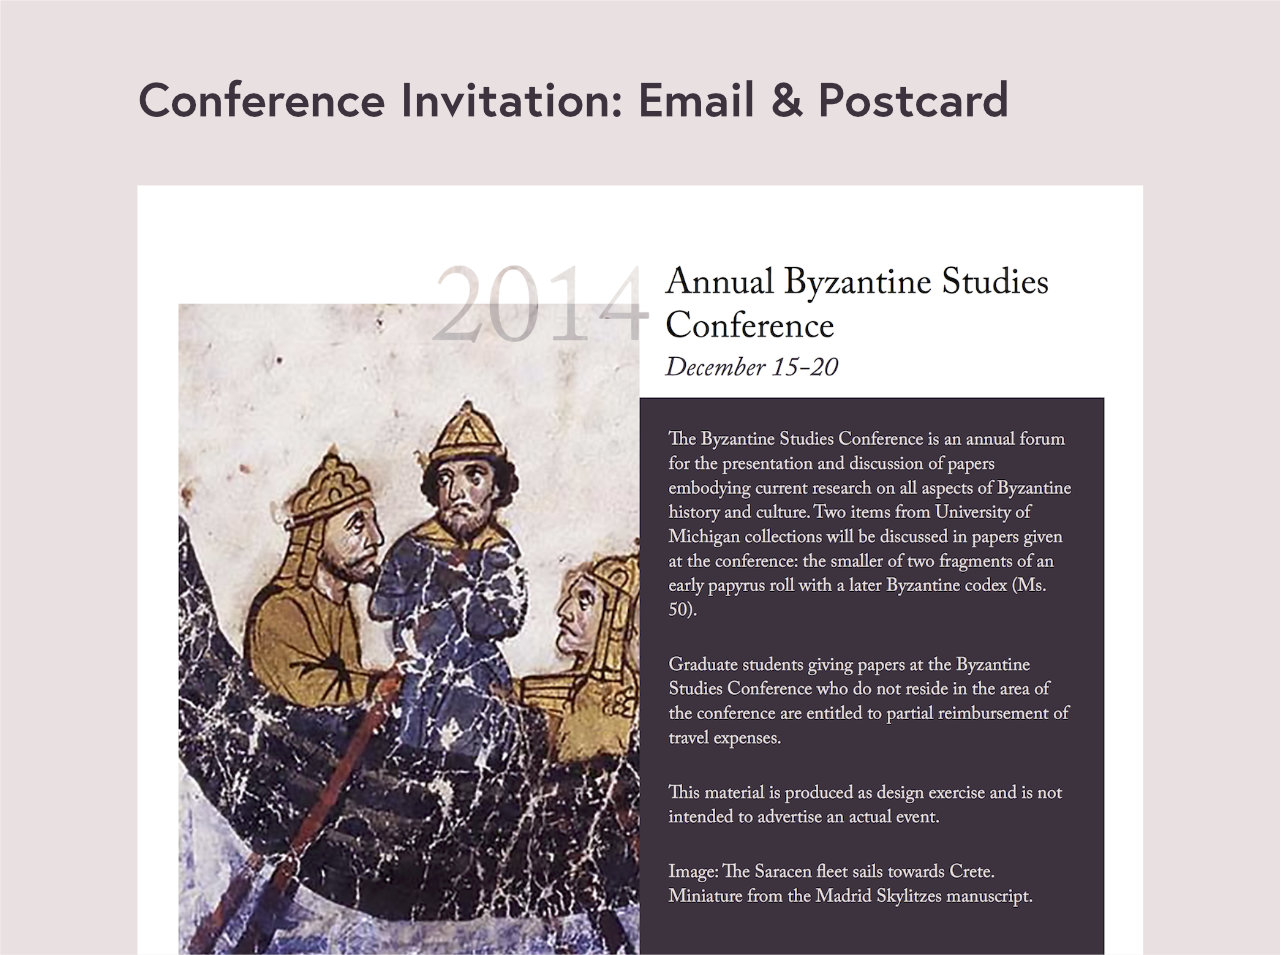 Conference Invitation: Email & Postcard
2014
Annual Byzantine Studies
Conference
December 15–20
The Byzantine Studies Conference is an annual forum
for the presentation and discussion of papers
embodying current research on all aspects of Byzantine
history and culture. Two items from University of
Michigan collections will be discussed in papers given
at the conference: the smaller of two fragments of an
early papyrus roll with a later Byzantine codex (Ms.
50).
Graduate students giving papers at the Byzantine
Studies Conference who do not reside in the area of
the conference are entitled to partial reimbursement of
travel expenses.
This material is produced as design exercise and is not
intended to advertise an actual event.
Image: The Saracen fleet sails towards Crete.
Miniature from the Madrid Skylitzes manuscript.